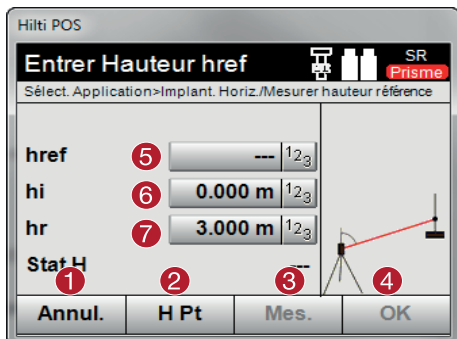 Hilti POS
Entrer Hauteur href
SR
Prisme
Sélect. Application>Implant. Horiz./Mesurer hauteur référence
href 5 --- 123
hi 6 0.000 m 123
hr 7 3.000 m 123
Stat H ---
1 2 3 4
Annul. H Pt Mes. OK